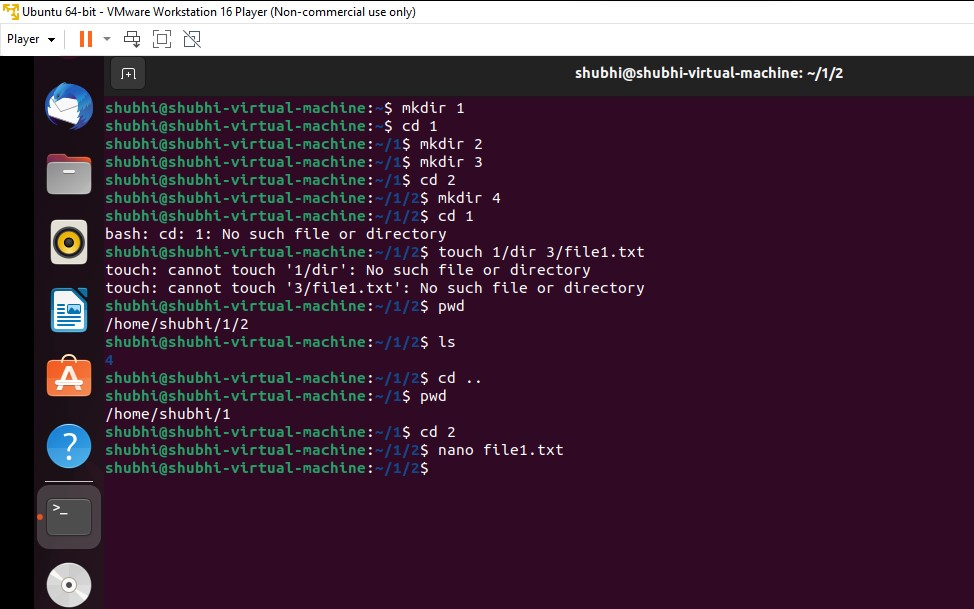 Ubuntu 64-bit - VMware Workstation 16 Player (Non-commercial use only)
Player
shubhi@shubhi-virtual-machine: ~/1/2
shubhi@shubhi-virtual-machine:~$ mkdir 1
shubhi@shubhi-virtual-machine:~$ cd 1
shubhi@shubhi-virtual-machine:~/1$ mkdir 2
shubhi@shubhi-virtual-machine:~/1$ mkdir 3
shubhi@shubhi-virtual-machine:~/1$ cd 2
shubhi@shubhi-virtual-machine:~/1/2$ mkdir 4
shubhi@shubhi-virtual-machine:~/1/2$ cd 1
bash: cd: 1: No such file or directory
shubhi@shubhi-virtual-machine:~/1/2$ touch 1/dir 3/file1.txt
touch: cannot touch '1/dir': No such file or directory
touch: cannot touch '3/file1.txt': No such file or directory
shubhi@shubhi-virtual-machine:~/1/2$ pwd
/home/shubhi/1/2
shubhi@shubhi-virtual-machine:~/1/2$ ls
4
shubhi@shubhi-virtual-machine:~/1/2$ cd ..
shubhi@shubhi-virtual-machine:~/1$ pwd
/home/shubhi/1
shubhi@shubhi-virtual-machine:~/1$ cd 2
shubhi@shubhi-virtual-machine:~/1/2$ nano file1.txt
shubhi@shubhi-virtual-machine:~/1/2$